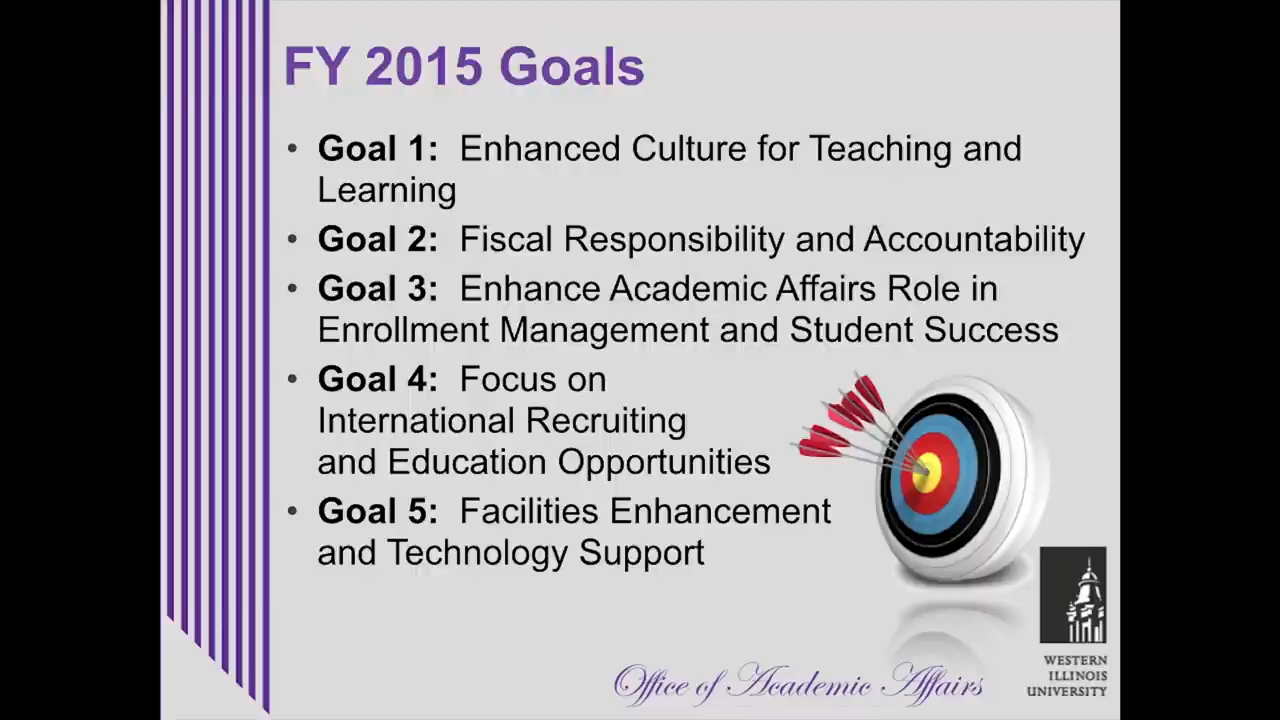 FY 2015 Goals
• Goal 1: Enhanced Culture for Teaching and
Learning
• Goal 2: Fiscal Responsibility and Accountability
• Goal 3: Enhance Academic Affairs Role in
Enrollment Management and Student Success
• Goal 4: Focus on
International Recruiting
and Education Opportunities
• Goal 5: Facilities Enhancement
and Technology Support
Office of Academic Affairs
WESTERN
ILLINOIS
UNIVERSITY